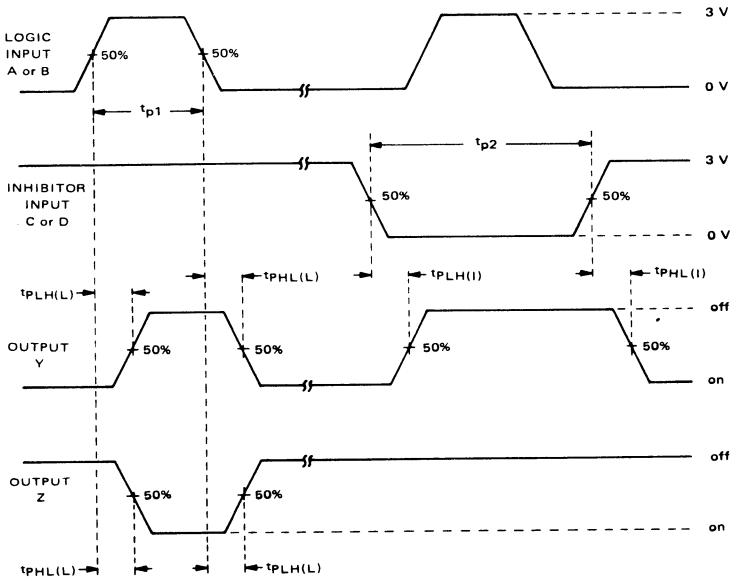 3 V
LOGIC
INPUT
A or B
50%
50%
0 V
tp1
tp2
3 V
INHIBITOR
INPUT
C or D
50%
50%
0 V
tPLH(L)
tPHL(L)
tPLH(I)
tPHL(I)
off
OUTPUT
Y
50%
50%
50%
50%
on
off
OUTPUT
Z
50%
50%
on
tPHL(L)
tPLH(L)